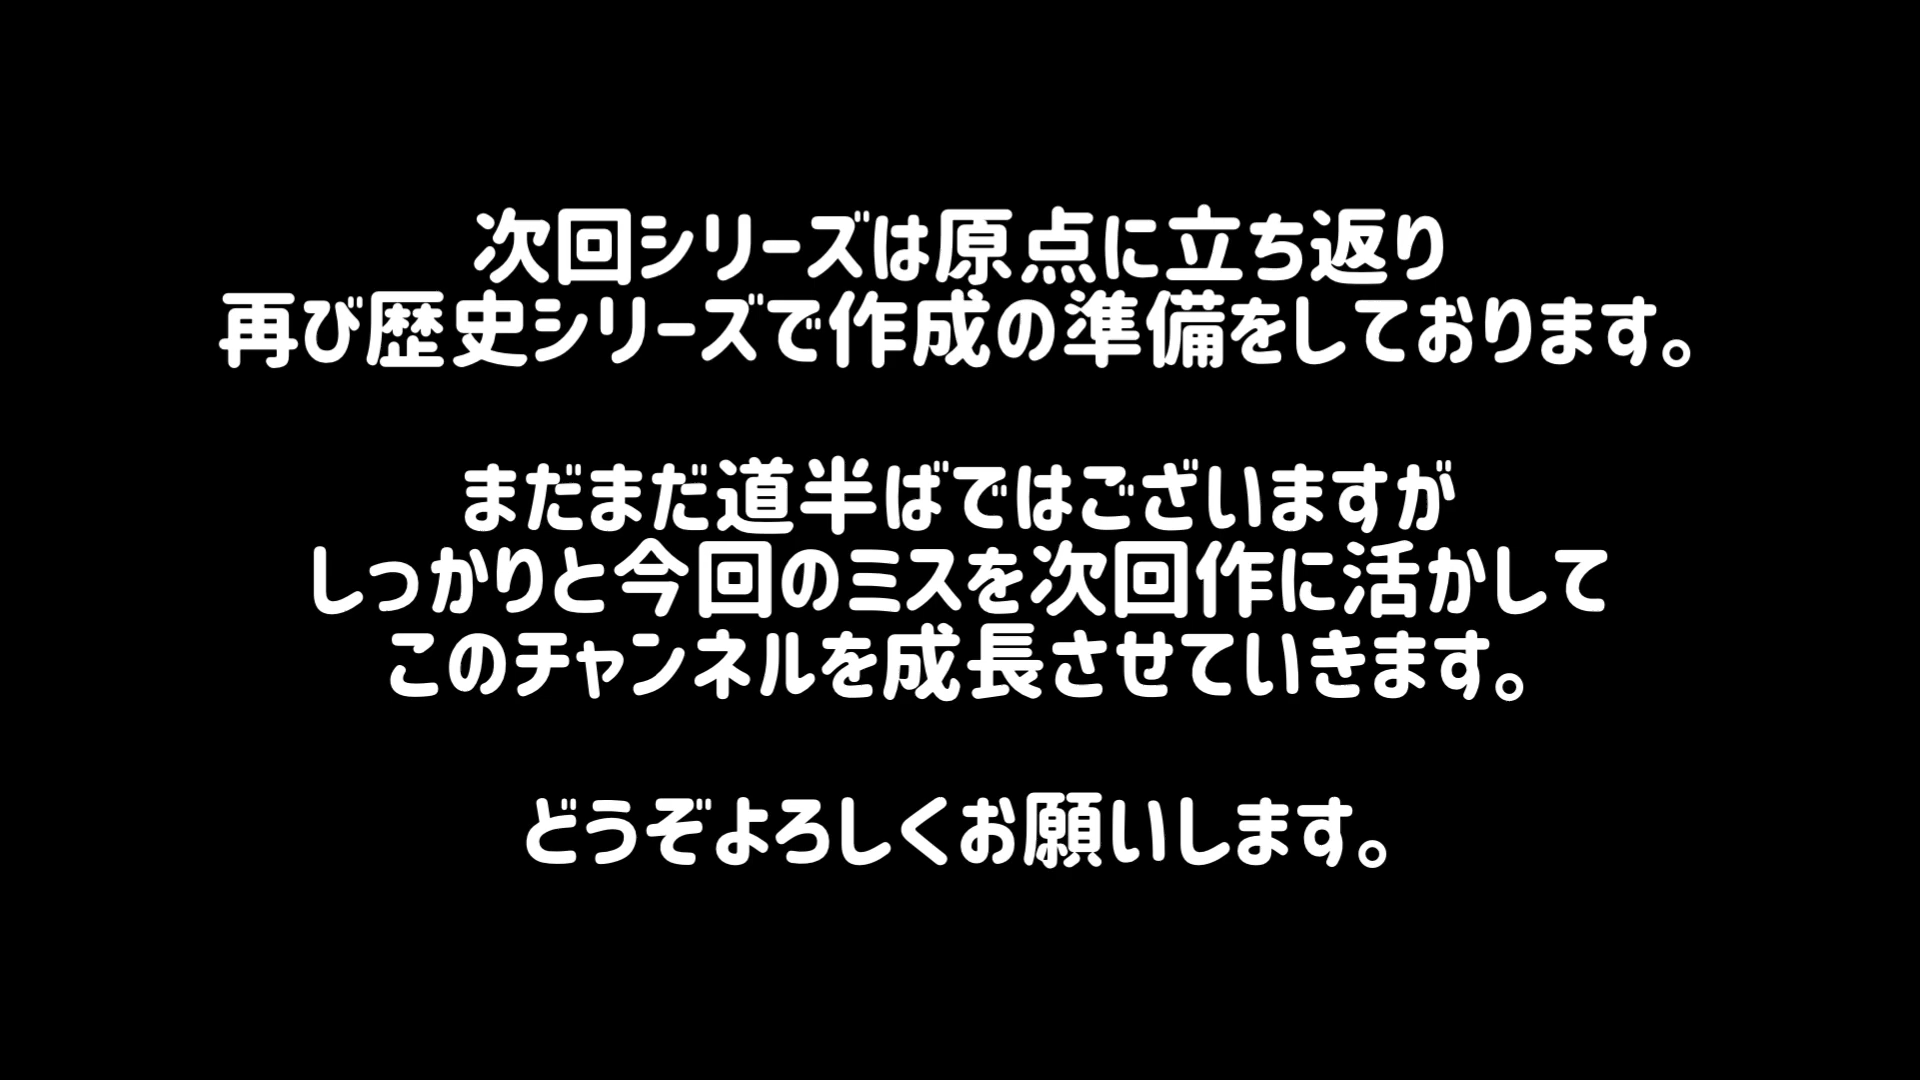 次回シリーズは原点に立ち返り
再び歴史シリーズで作成の準備をしております。
まだまだ道半ばではございますが
しっかりと今回のミスを次回作に活かして
このチャンネルを成長させていきます。
どうぞよろしくお願いします。